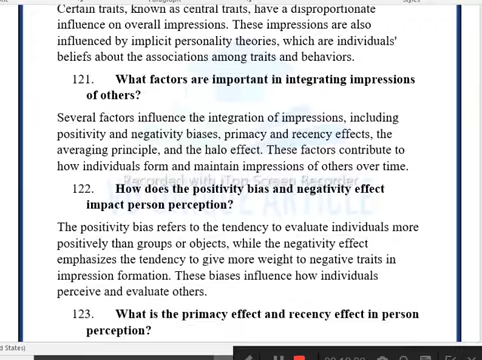 Certain traits, known as central traits, have a disproportionate
influence on overall impressions. These impressions are also
influenced by implicit personality theories, which are individuals'
beliefs about the associations among traits and behaviors.
121. What factors are important in integrating impressions
of others?
Several factors influence the integration of impressions, including
positivity and negativity biases, primacy and recency effects, the
averaging principle, and the halo effect. These factors contribute to
how individuals form and maintain impressions of others over time.
Recorded with iTop Screen Recorder
122. How does the positivity bias and negativity effect
impact person perception?
ARTICLE
The positivity bias refers to the tendency to evaluate individuals more
positively than groups or objects, while the negativity effect
emphasizes the tendency to give more weight to negative traits in
impression formation. These biases influence how individuals
perceive and evaluate others.
123. What is the primacy effect and recency effect in person
perception?
d States)